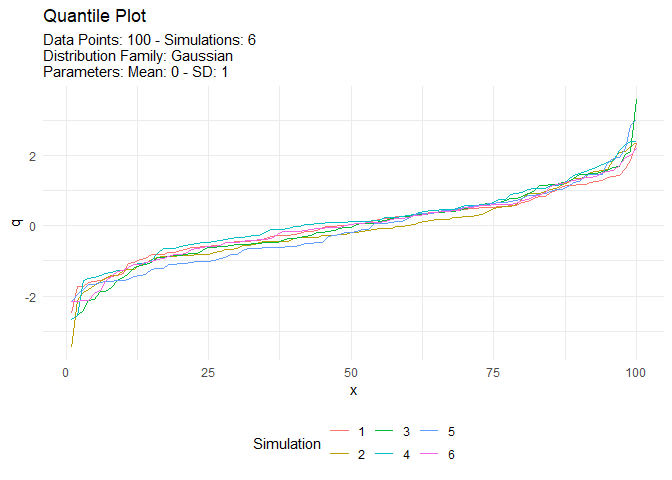 Quantile Plot
Data Points: 100 - Simulations: 6
Distribution Family: Gaussian
Parameters: Mean: 0 - SD: 1
2
0
-2
q
0 25 50 75 100
x
Simulation
1 3 5
2 4 6